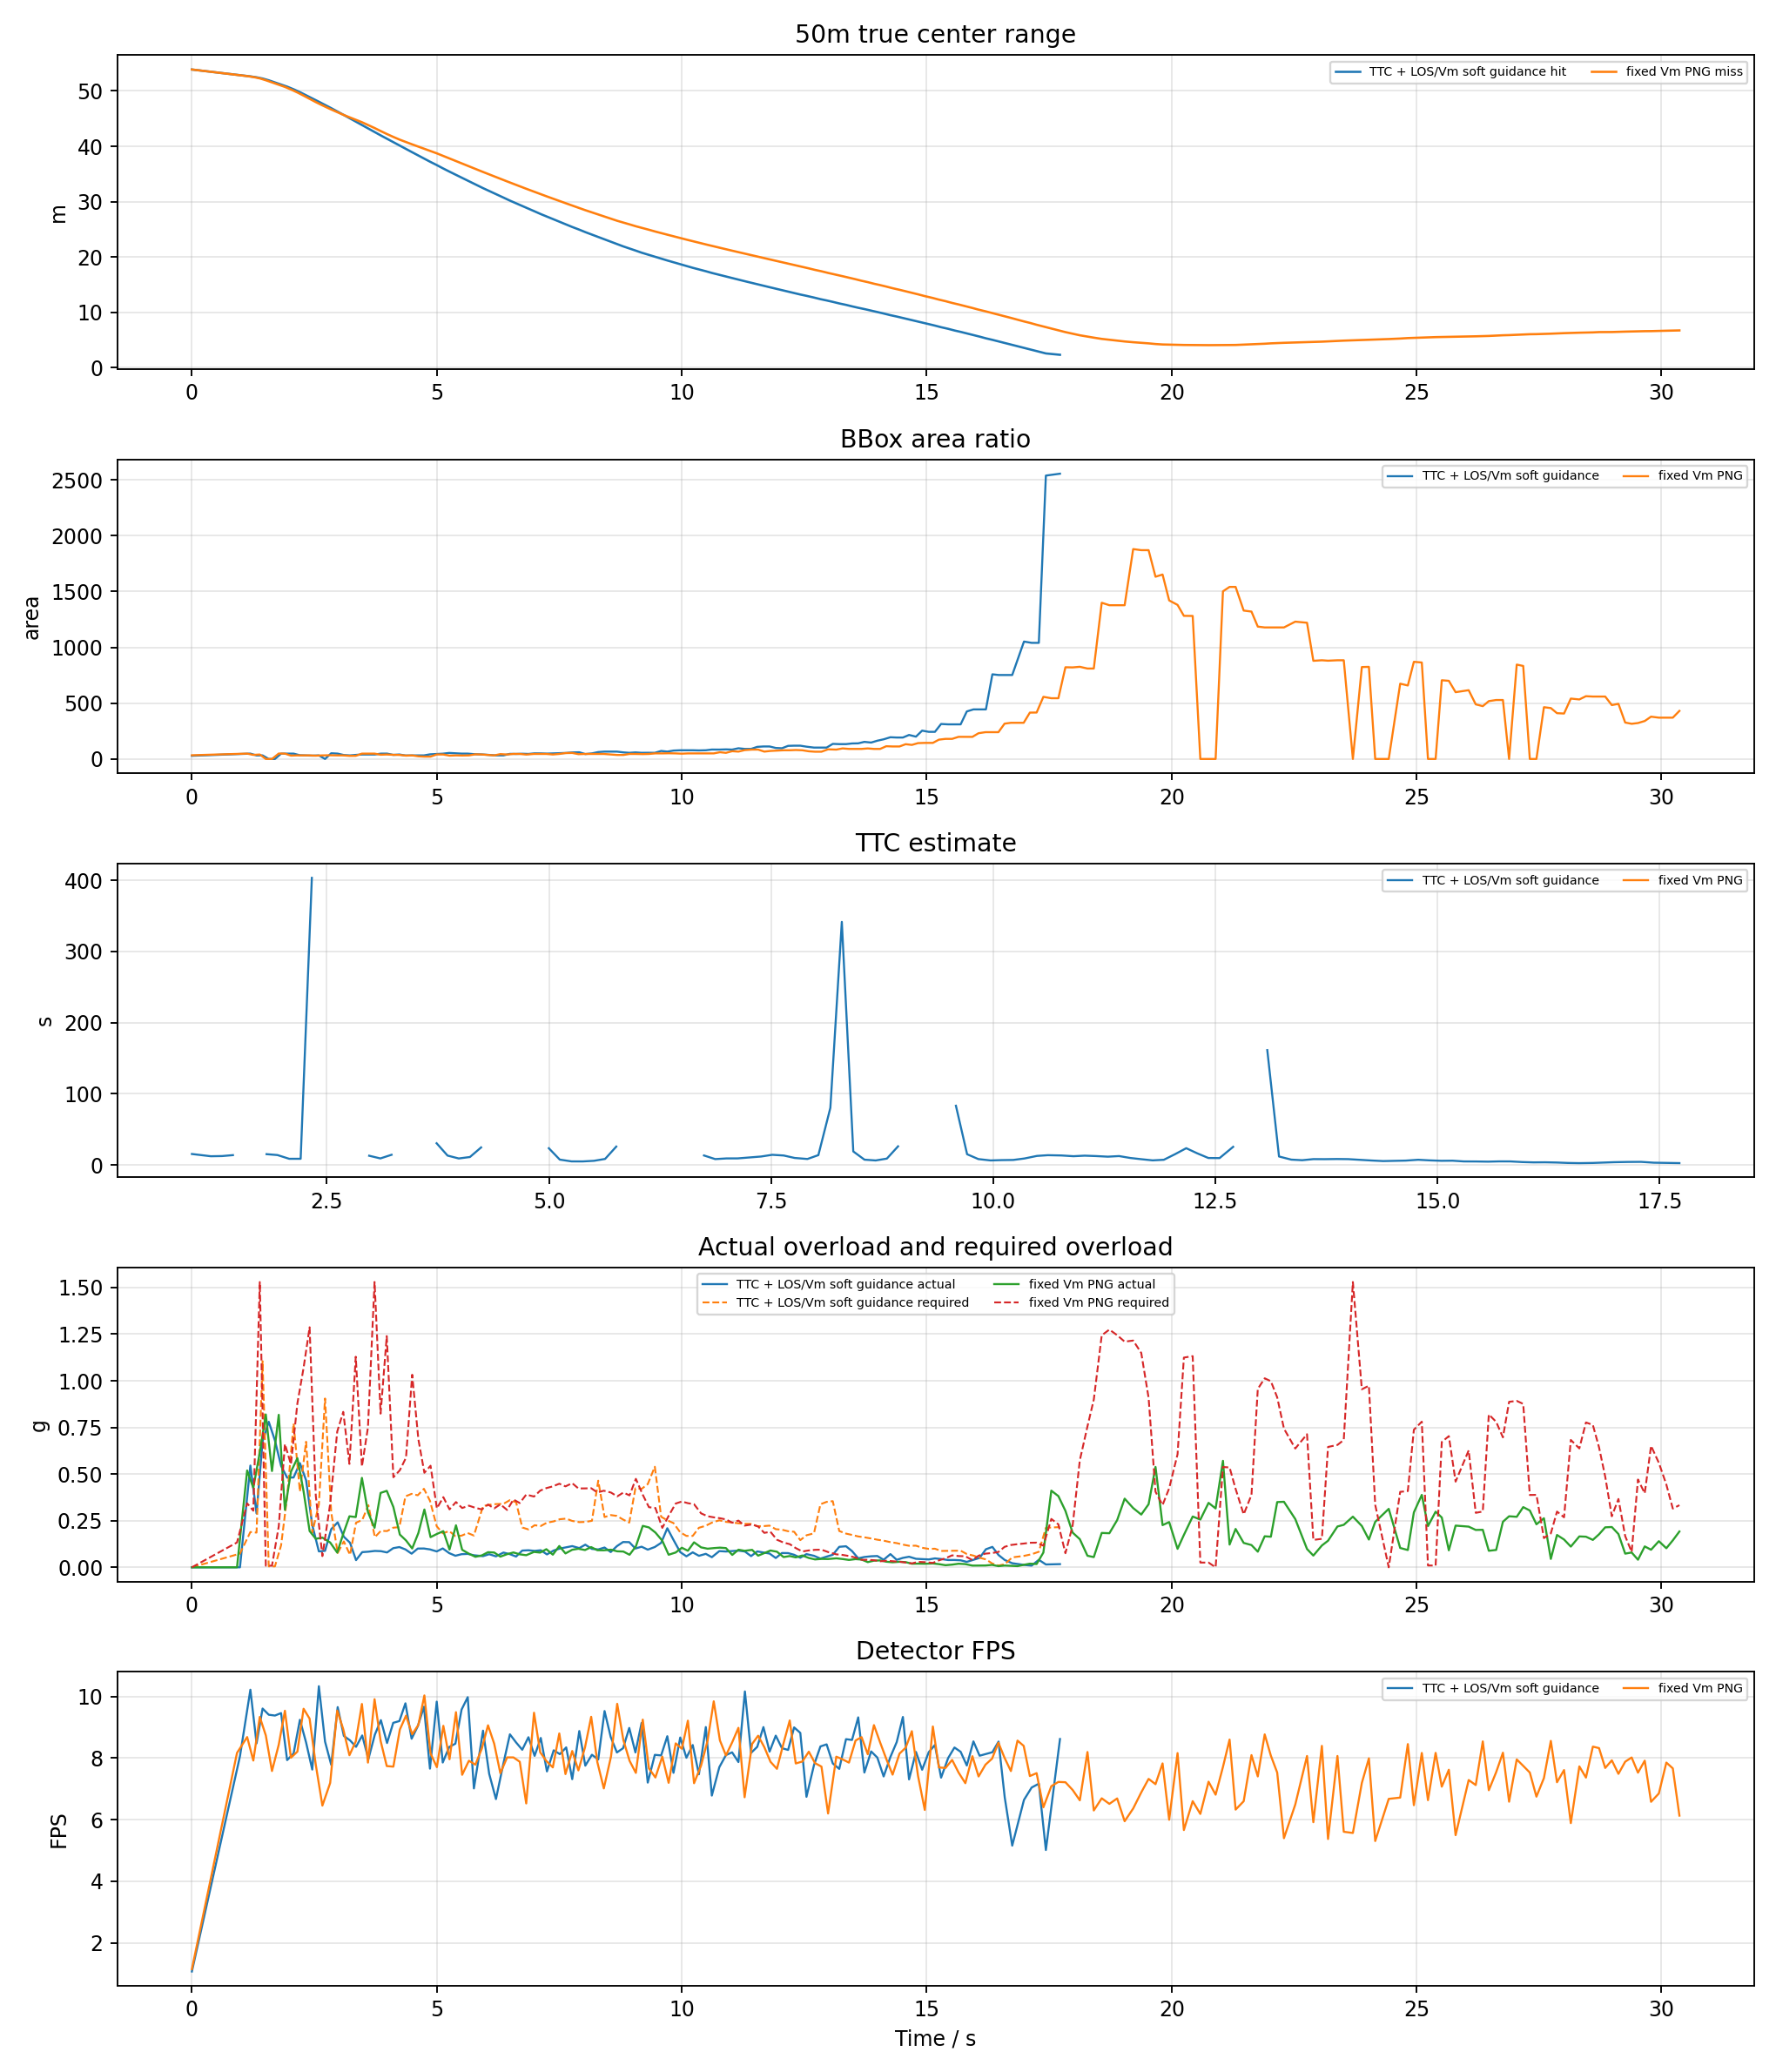 50m true center range
TTC + LOS/Vm soft guidance hit fixed Vm PNG miss
50
40
30
20
10
0
m
0 5 10 15 20 25 30
BBox area ratio
TTC + LOS/Vm soft guidance fixed Vm PNG
2500
2000
1500
1000
500
0
area
0 5 10 15 20 25 30
TTC estimate
TTC + LOS/Vm soft guidance fixed Vm PNG
400
300
200
100
0
s
2.5 5.0 7.5 10.0 12.5 15.0 17.5
Actual overload and required overload
TTC + LOS/Vm soft guidance actual fixed Vm PNG actual
TTC + LOS/Vm soft guidance required fixed Vm PNG required
1.50
1.25
1.00
0.75
0.50
0.25
0.00
g
0 5 10 15 20 25 30
Detector FPS
TTC + LOS/Vm soft guidance fixed Vm PNG
10
8
6
4
2
FPS
0 5 10 15 20 25 30
Time / s